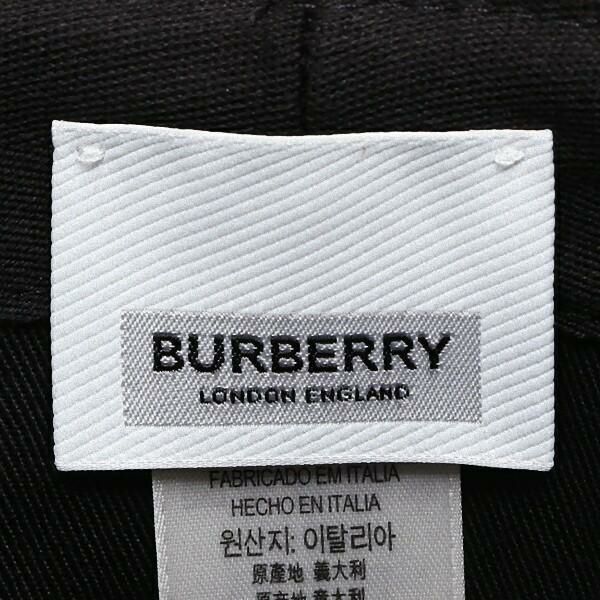 BURBERRY
LONDON ENGLAND
FABRICADO EM ITALIA
HECHO EN ITALIA
원산지: 이탈리아
原産地 義大利